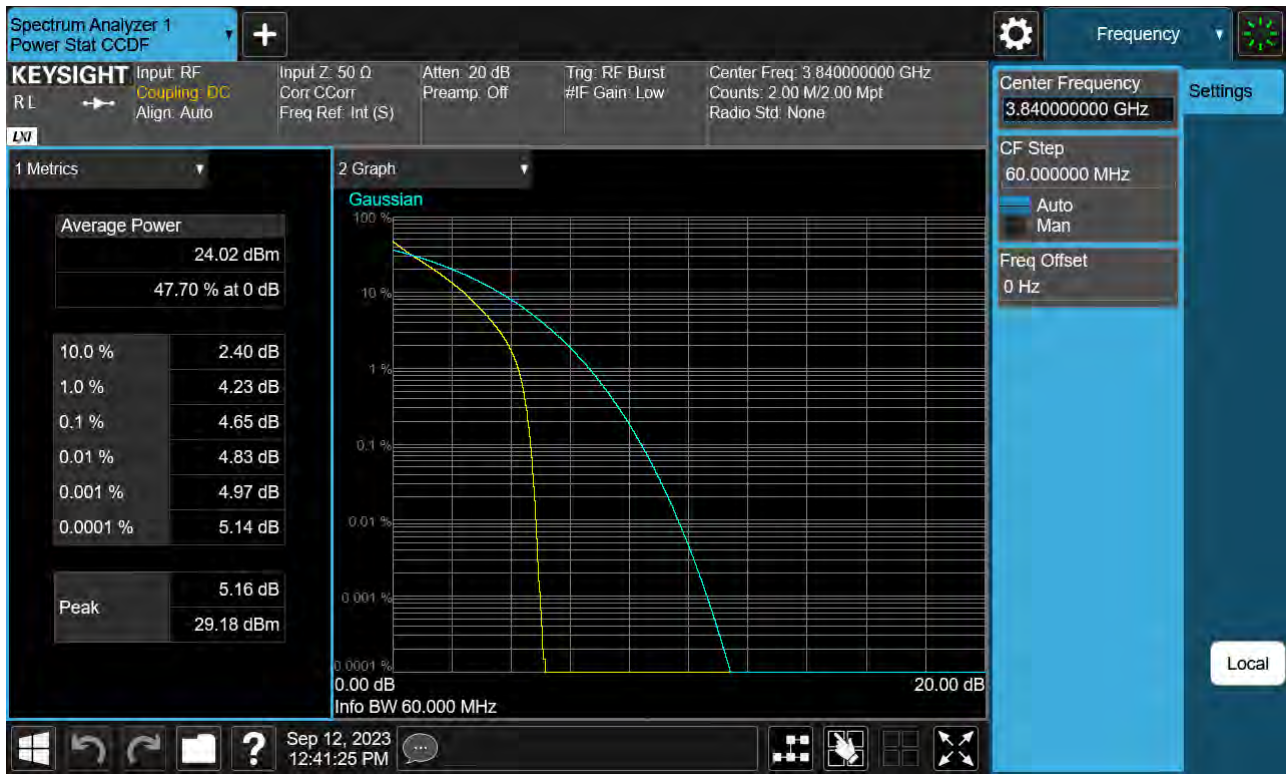 Spectrum Analyzer 1
Power Stat CCDF
+
Frequency
KEYSIGHT
RL
LXI
Input: RF
Coupling: DC
Align: Auto
Input Z: 50 Ω
Corr CCorr
Freq Ref: Int (S)
Atten: 20 dB
Preamp: Off
Trig: RF Burst
#IF Gain: Low
Center Freq: 3.840000000 GHz
Counts: 2.00 M/2.00 Mpt
Radio Std: None
Center Frequency
3.840000000 GHz
Settings
CF Step
60.000000 MHz
Auto
Man
Freq Offset
0 Hz
Local
1 Metrics
Average Power
24.02 dBm
47.70 % at 0 dB
10.0 % 2.40 dB
1.0 % 4.23 dB
0.1 % 4.65 dB
0.01 % 4.83 dB
0.001 % 4.97 dB
0.0001 % 5.14 dB
Peak
5.16 dB
29.18 dBm
2 Graph
Gaussian
100 %
10 %
1 %
0.1 %
0.01 %
0.001 %
0.0001 %
0.00 dB 20.00 dB
Info BW 60.000 MHz
?
Sep 12, 2023
12:41:25 PM